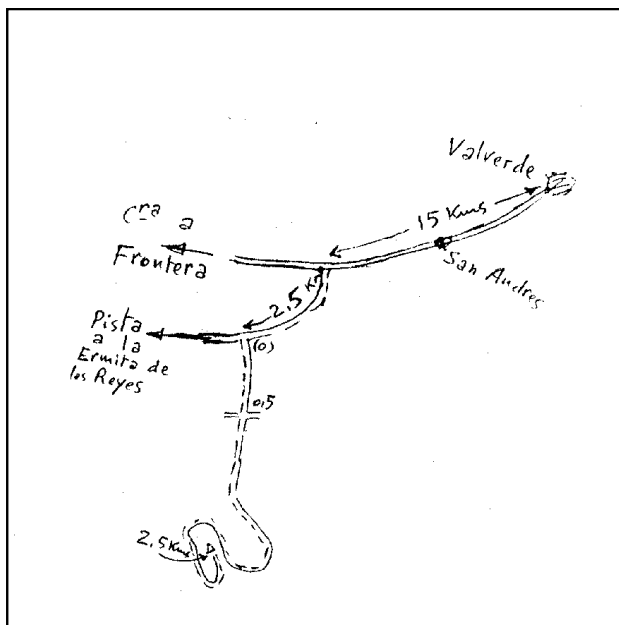 Valverde
15 Kms
San Andres
Cra a
Frontera
2.5 Km
Pista
a la
Ermita de
los Reyes
(0)
0,5
2.5 Kms